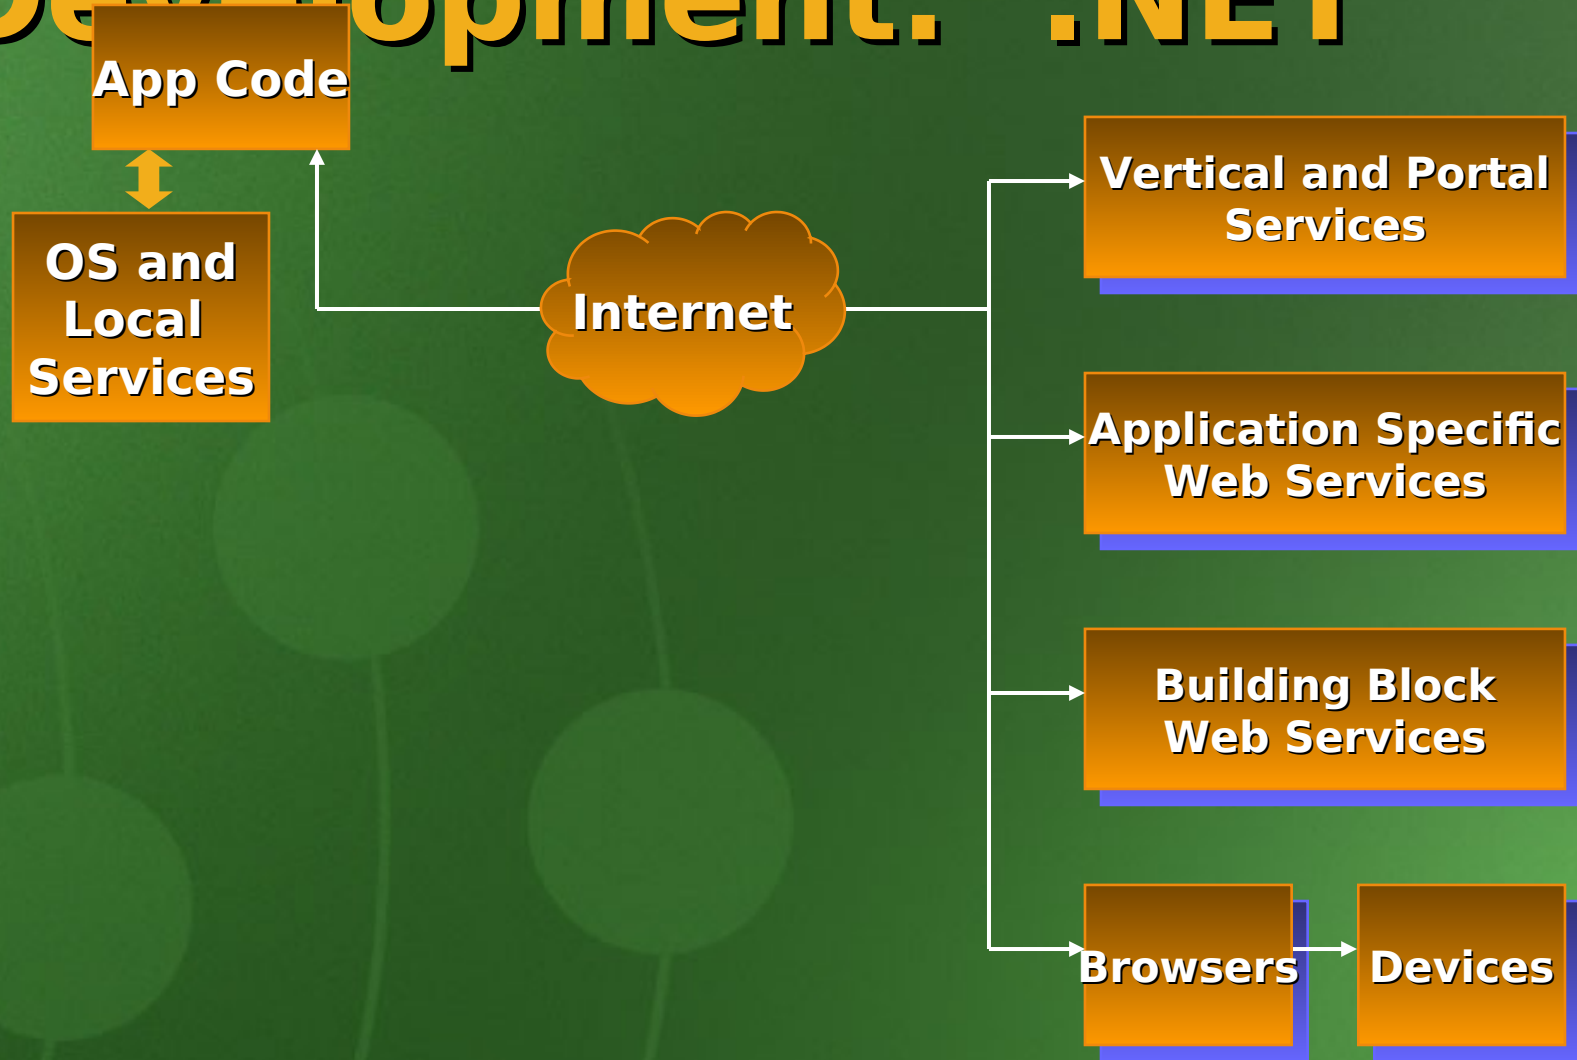 Development: .NET
App Code
OS and
Local
Services
Internet
Vertical and Portal
Services
Application Specific
Web Services
Building Block
Web Services
Browsers
Devices